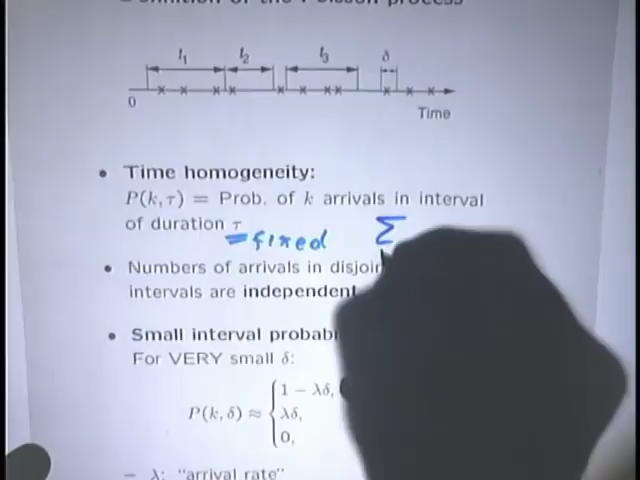 Definition of the Poisson process
t₁ t₂ t₃ δ
0
Time
• Time homogeneity:
P(k, τ) = Prob. of k arrivals in interval
of duration τ
= fixed Σ
• Numbers of arrivals in disjoin
intervals are independent
• Small interval probabi
For VERY small δ:
P(k, δ) ≈ { 1 − λδ,
λδ,
0,
– λ: "arrival rate"